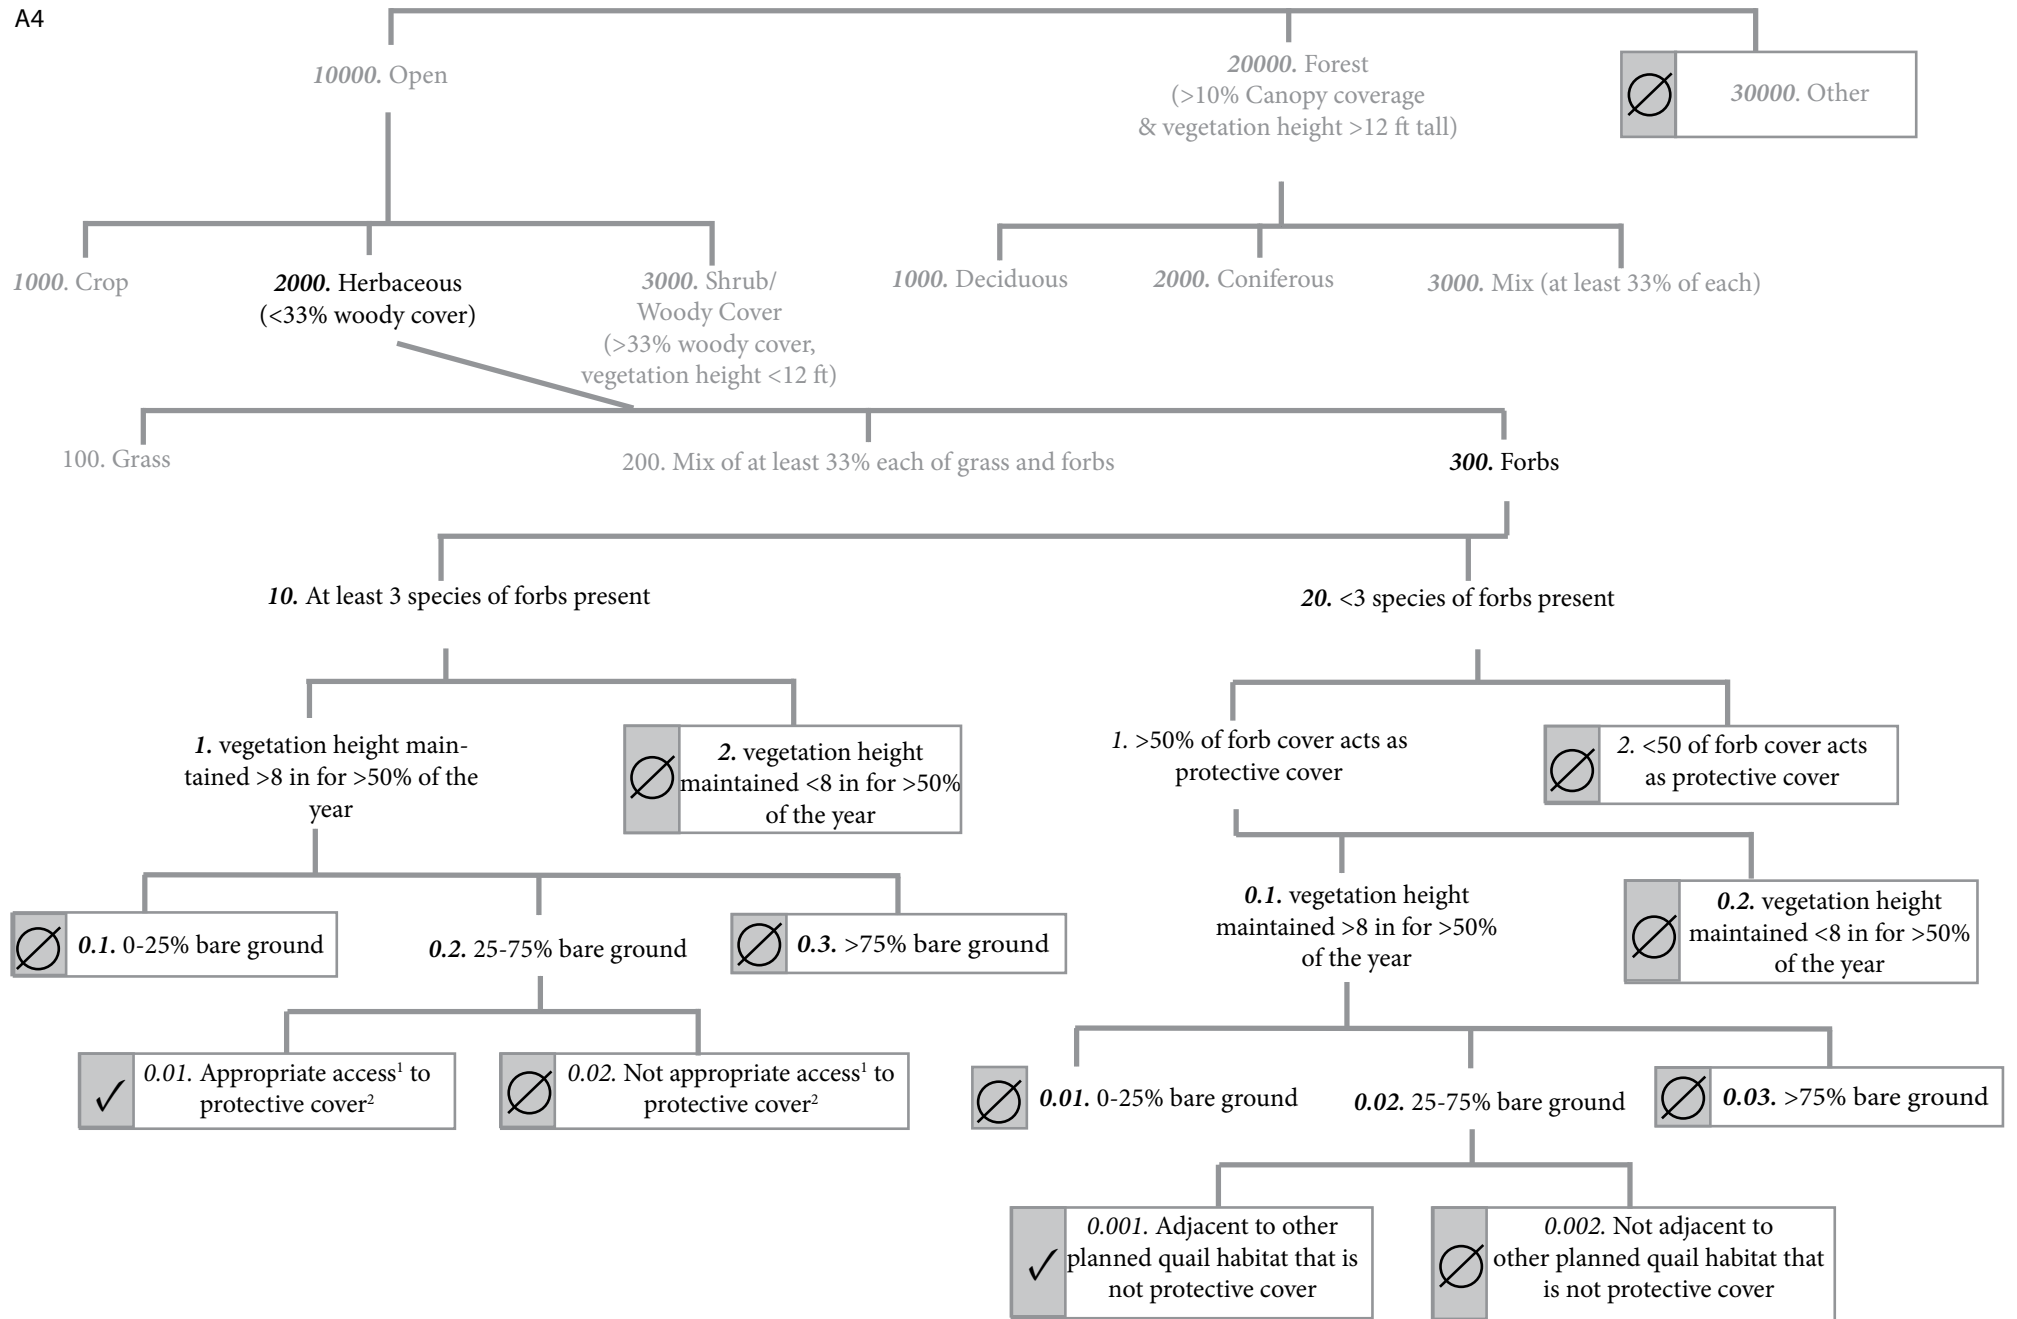 A4
10000. Open
20000. Forest
(>10% Canopy coverage
& vegetation height >12 ft tall)
30000. Other
1000. Crop
2000. Herbaceous
(<33% woody cover)
3000. Shrub/
Woody Cover
(>33% woody cover,
vegetation height <12 ft)
1000. Deciduous
2000. Coniferous
3000. Mix (at least 33% of each)
100. Grass
200. Mix of at least 33% each of grass and forbs
300. Forbs
10. At least 3 species of forbs present
20. <3 species of forbs present
1. vegetation height main-
tained >8 in for >50% of the
year
2. vegetation height
maintained <8 in for >50%
of the year
1. >50% of forb cover acts as
protective cover
2. <50 of forb cover acts
as protective cover
0.1. 0-25% bare ground
0.2. 25-75% bare ground
0.3. >75% bare ground
0.1. vegetation height
maintained >8 in for >50%
of the year
0.2. vegetation height
maintained <8 in for >50%
of the year
0.01. Appropriate access¹ to
protective cover²
0.02. Not appropriate access¹ to
protective cover²
0.01. 0-25% bare ground
0.02. 25-75% bare ground
0.03. >75% bare ground
0.001. Adjacent to other
planned quail habitat that is
not protective cover
0.002. Not adjacent to
other planned quail habitat that
is not protective cover